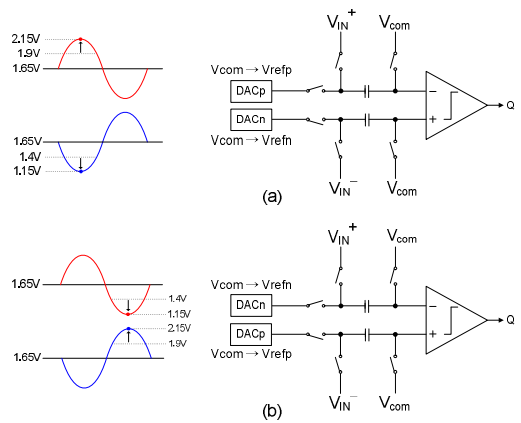 V_IN^+ V_com
2.15V
1.9V
1.65V
Vcom → Vrefp
DACp
−
DACn
+
Q
Vcom → Vrefn
1.65V
1.4V
1.15V
V_IN^− V_com
(a)
V_IN^+ V_com
1.65V
1.4V
1.15V
2.15V
1.9V
1.65V
Vcom → Vrefn
DACn
−
DACp
+
Q
Vcom → Vrefp
V_IN^− V_com
(b)